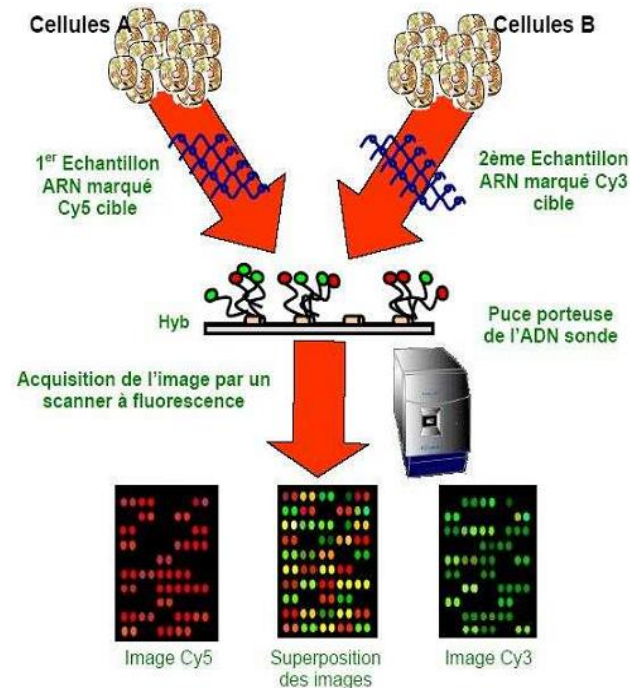 Cellules A
Cellules B
1er Echantillon
ARN marqué
Cy5 cible
2ème Echantillon
ARN marqué Cy3
cible
Hyb
Puce porteuse
de l'ADN sonde
Acquisition de l'image par un
scanner à fluorescence
Image Cy5
Superposition
des images
Image Cy3